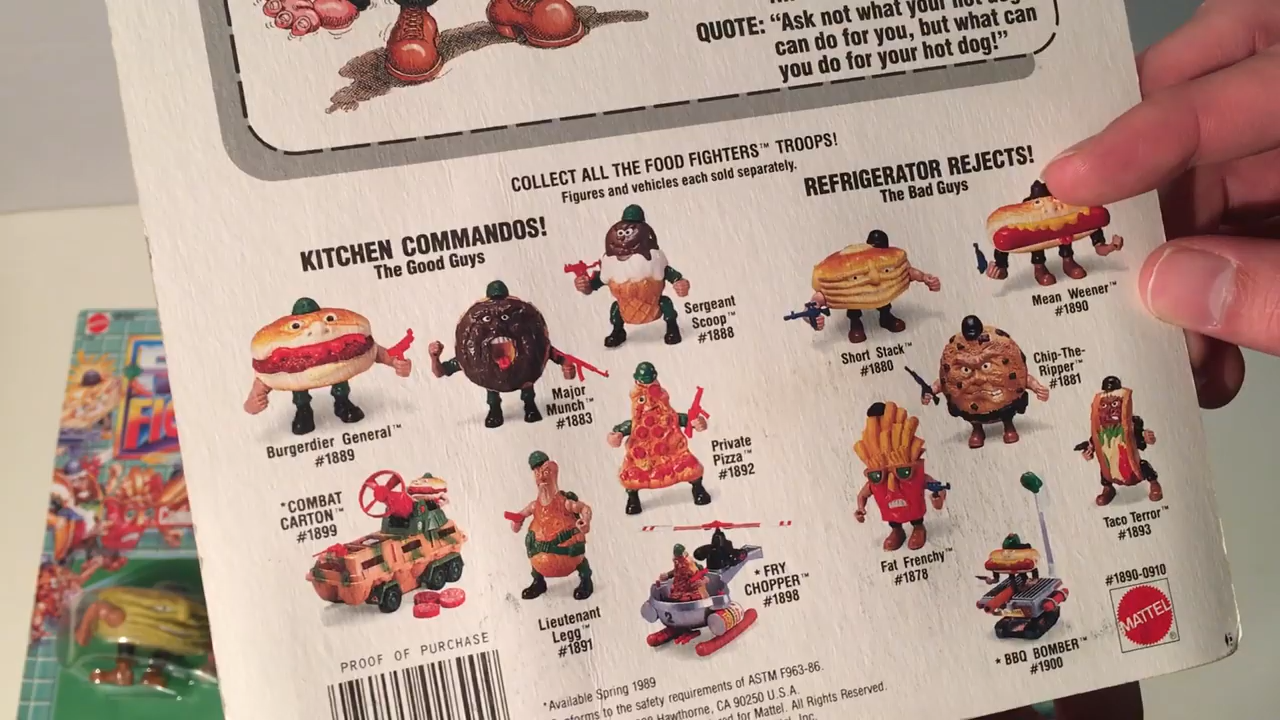 QUOTE: "Ask not what your hot dog
can do for you, but what can
you do for your hot dog!"
COLLECT ALL THE FOOD FIGHTERS™ TROOPS!
Figures and vehicles each sold separately.
KITCHEN COMMANDOS!
The Good Guys
REFRIGERATOR REJECTS!
The Bad Guys
Burgerdier General™
#1889
Major
Munch™
#1883
Sergeant
Scoop™
#1888
Private
Pizza™
#1892
*COMBAT
CARTON™
#1899
Lieutenant
Legg™
#1891
* FRY
CHOPPER™
#1898
Short Stack™
#1880
Mean Weener™
#1890
Chip-The-
Ripper™
#1881
Fat Frenchy™
#1878
Taco Terror™
#1893
* BBQ BOMBER™
#1900
#1890-0910
MATTEL®
PROOF OF PURCHASE
*Available Spring 1989
to the safety requirements of ASTM F963-86.
Hawthorne, CA 90250 U.S.A.
for Mattel. All Rights Reserved.
Inc.